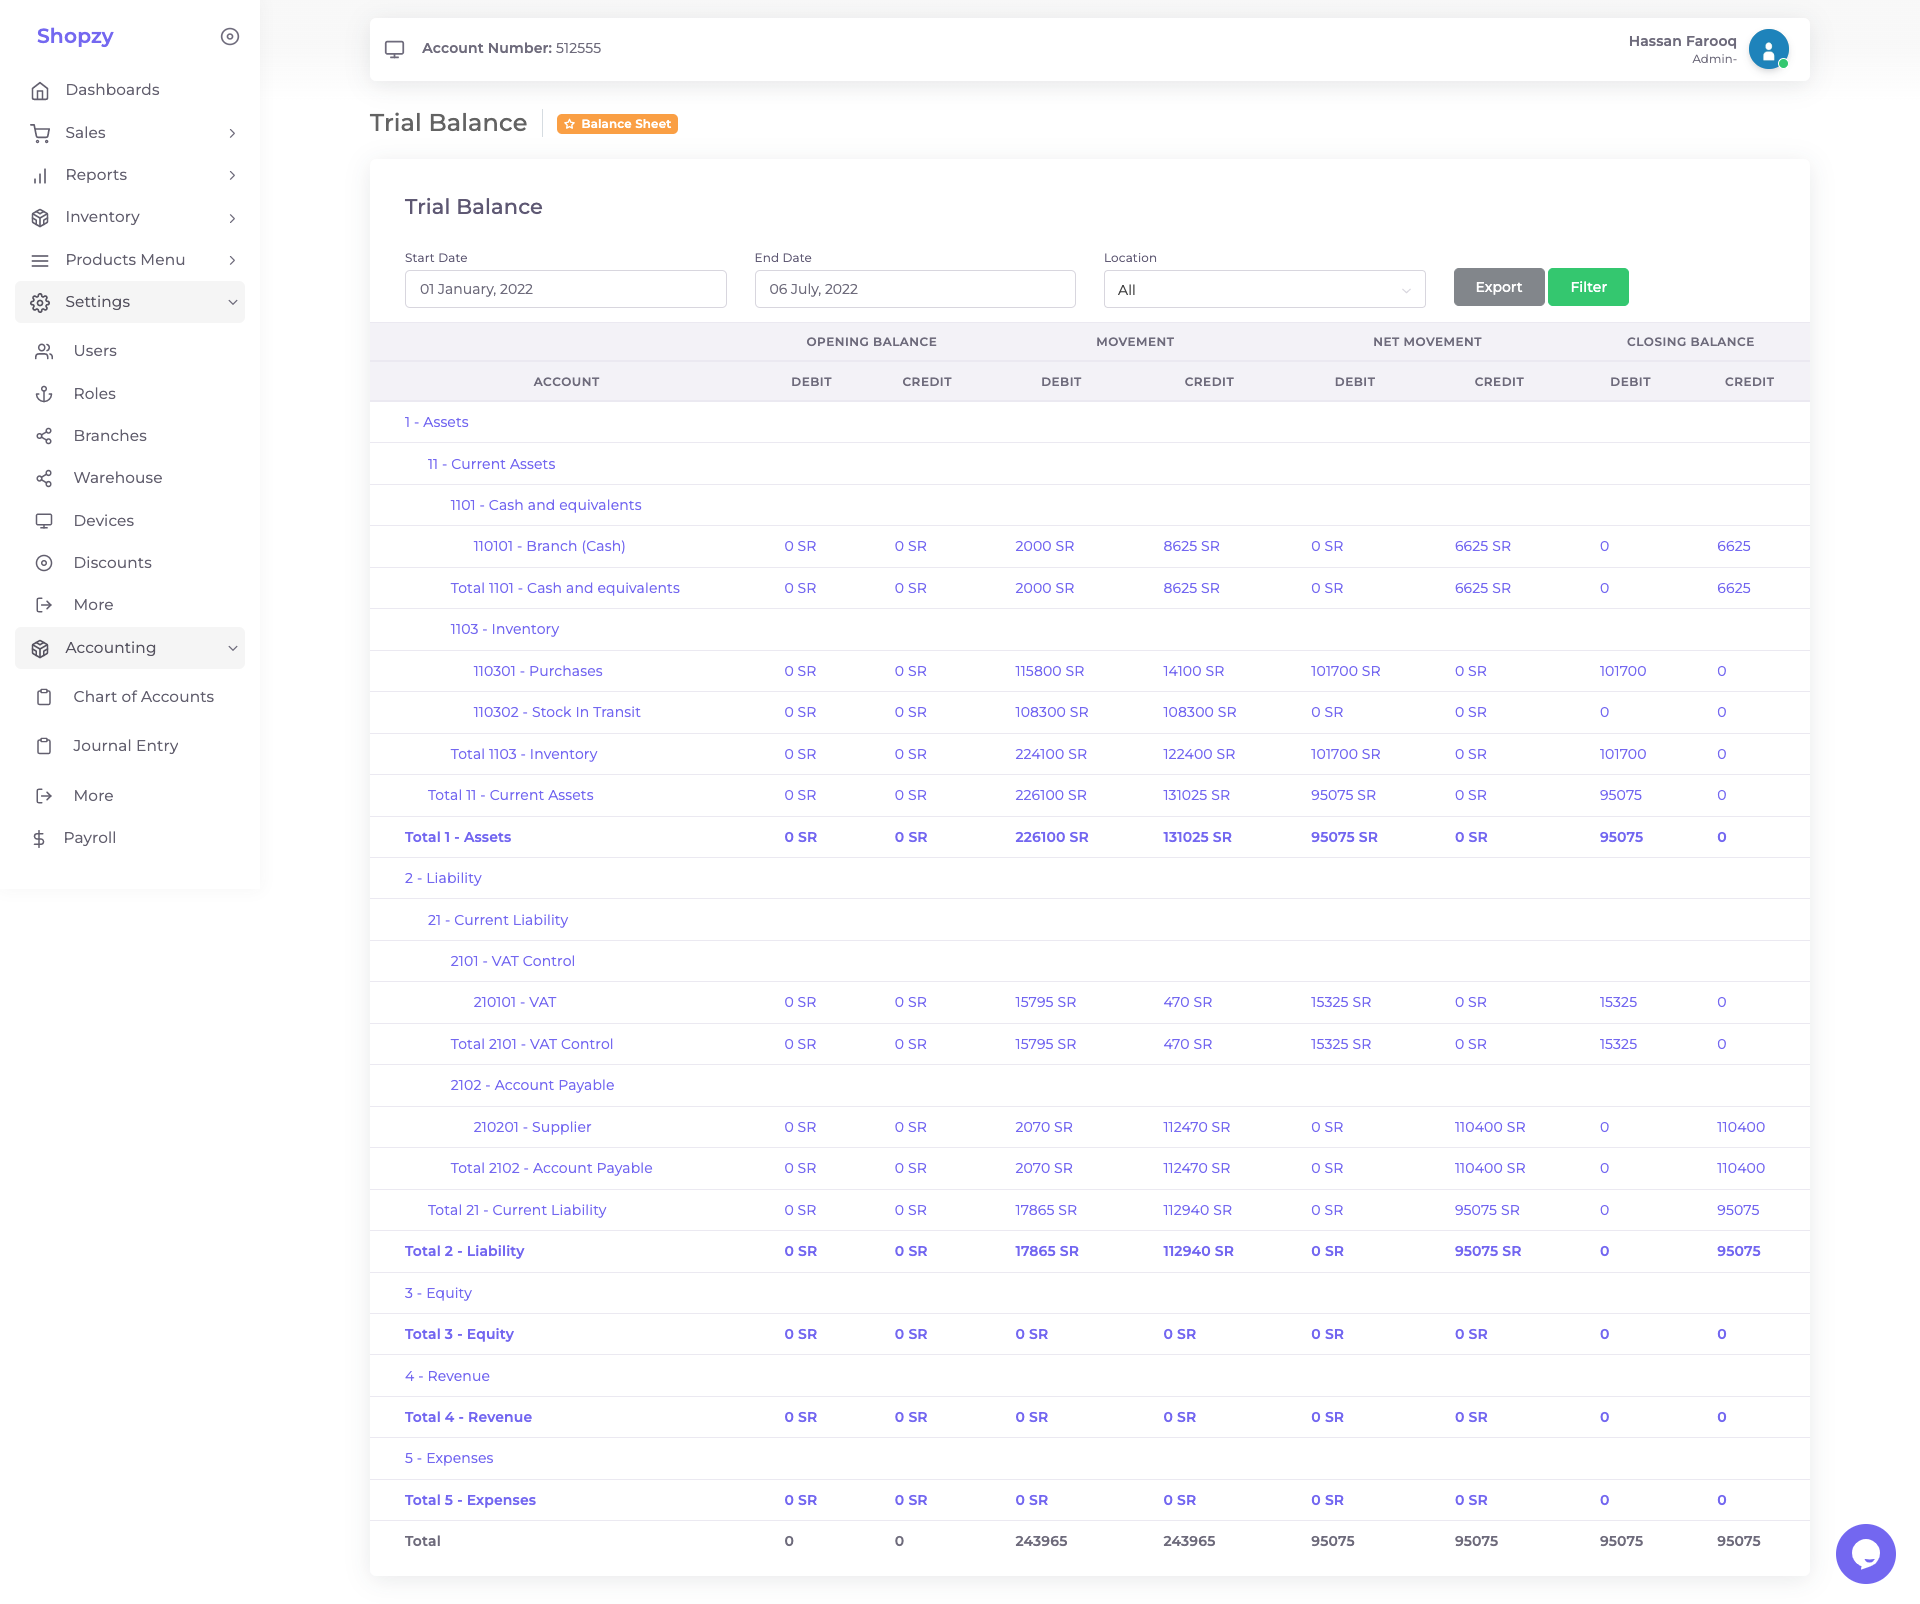 Shopzy
Dashboards
Sales
Reports
Inventory
Products Menu
Settings
Users
Roles
Branches
Warehouse
Devices
Discounts
More
Accounting
Chart of Accounts
Journal Entry
More
Payroll
Account Number: 512555
Hassan Farooq
Admin-
Trial Balance
Balance Sheet
Trial Balance
Start Date
End Date
Location
01 January, 2022
06 July, 2022
All
Export
Filter
OPENING BALANCE MOVEMENT NET MOVEMENT CLOSING BALANCE
ACCOUNT DEBIT CREDIT DEBIT CREDIT DEBIT CREDIT DEBIT CREDIT
1 - Assets
11 - Current Assets
1101 - Cash and equivalents
110101 - Branch (Cash) 0 SR 0 SR 2000 SR 8625 SR 0 SR 6625 SR 0 6625
Total 1101 - Cash and equivalents 0 SR 0 SR 2000 SR 8625 SR 0 SR 6625 SR 0 6625
1103 - Inventory
110301 - Purchases 0 SR 0 SR 115800 SR 14100 SR 101700 SR 0 SR 101700 0
110302 - Stock In Transit 0 SR 0 SR 108300 SR 108300 SR 0 SR 0 SR 0 0
Total 1103 - Inventory 0 SR 0 SR 224100 SR 122400 SR 101700 SR 0 SR 101700 0
Total 11 - Current Assets 0 SR 0 SR 226100 SR 131025 SR 95075 SR 0 SR 95075 0
Total 1 - Assets 0 SR 0 SR 226100 SR 131025 SR 95075 SR 0 SR 95075 0
2 - Liability
21 - Current Liability
2101 - VAT Control
210101 - VAT 0 SR 0 SR 15795 SR 470 SR 15325 SR 0 SR 15325 0
Total 2101 - VAT Control 0 SR 0 SR 15795 SR 470 SR 15325 SR 0 SR 15325 0
2102 - Account Payable
210201 - Supplier 0 SR 0 SR 2070 SR 112470 SR 0 SR 110400 SR 0 110400
Total 2102 - Account Payable 0 SR 0 SR 2070 SR 112470 SR 0 SR 110400 SR 0 110400
Total 21 - Current Liability 0 SR 0 SR 17865 SR 112940 SR 0 SR 95075 SR 0 95075
Total 2 - Liability 0 SR 0 SR 17865 SR 112940 SR 0 SR 95075 SR 0 95075
3 - Equity
Total 3 - Equity 0 SR 0 SR 0 SR 0 SR 0 SR 0 SR 0 0
4 - Revenue
Total 4 - Revenue 0 SR 0 SR 0 SR 0 SR 0 SR 0 SR 0 0
5 - Expenses
Total 5 - Expenses 0 SR 0 SR 0 SR 0 SR 0 SR 0 SR 0 0
Total 0 0 243965 243965 95075 95075 95075 95075